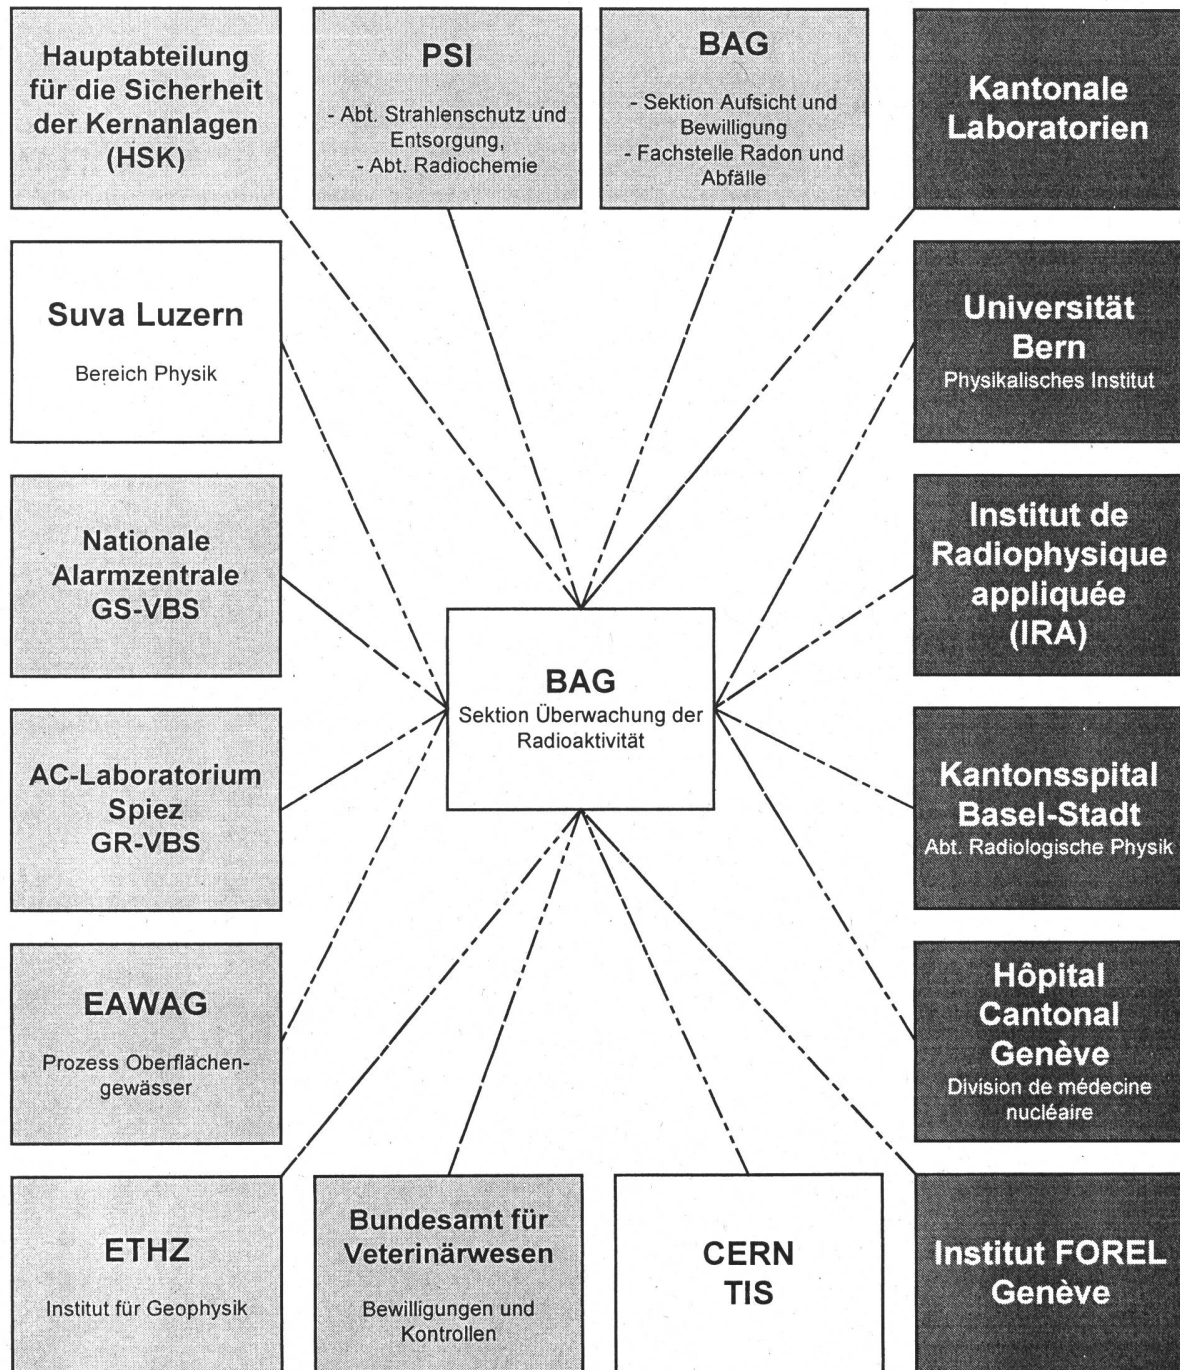 Hauptabteilung
für die Sicherheit
der Kernanlagen
(HSK)
PSI
- Abt. Strahlenschutz und
Entsorgung,
- Abt. Radiochemie
BAG
- Sektion Aufsicht und
Bewilligung
- Fachstelle Radon und
Abfälle
Kantonale
Laboratorien
Suva Luzern
Bereich Physik
Universität
Bern
Physikalisches Institut
Nationale
Alarmzentrale
GS-VBS
Institut de
Radiophysique
appliquée
(IRA)
BAG
Sektion Überwachung der
Radioaktivität
AC-Laboratorium
Spiez
GR-VBS
Kantonsspital
Basel-Stadt
Abt. Radiologische Physik
EAWAG
Prozess Oberflächen-
gewässer
Hôpital
Cantonal
Genève
Division de médecine
nucléaire
ETHZ
Institut für Geophysik
Bundesamt für
Veterinärwesen
Bewilligungen und
Kontrollen
CERN
TIS
Institut FOREL
Genève